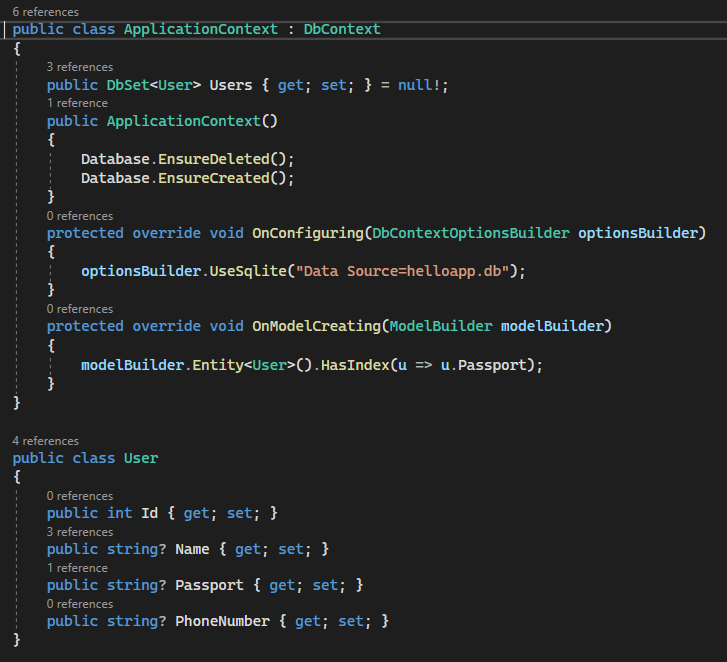 6 references
public class ApplicationContext : DbContext
{
3 references
public DbSet<User> Users { get; set; } = null!;
1 reference
public ApplicationContext()
{
Database.EnsureDeleted();
Database.EnsureCreated();
}
0 references
protected override void OnConfiguring(DbContextOptionsBuilder optionsBuilder)
{
optionsBuilder.UseSqlite("Data Source=helloapp.db");
}
0 references
protected override void OnModelCreating(ModelBuilder modelBuilder)
{
modelBuilder.Entity<User>().HasIndex(u => u.Passport);
}
}
4 references
public class User
{
0 references
public int Id { get; set; }
3 references
public string? Name { get; set; }
1 reference
public string? Passport { get; set; }
0 references
public string? PhoneNumber { get; set; }
}